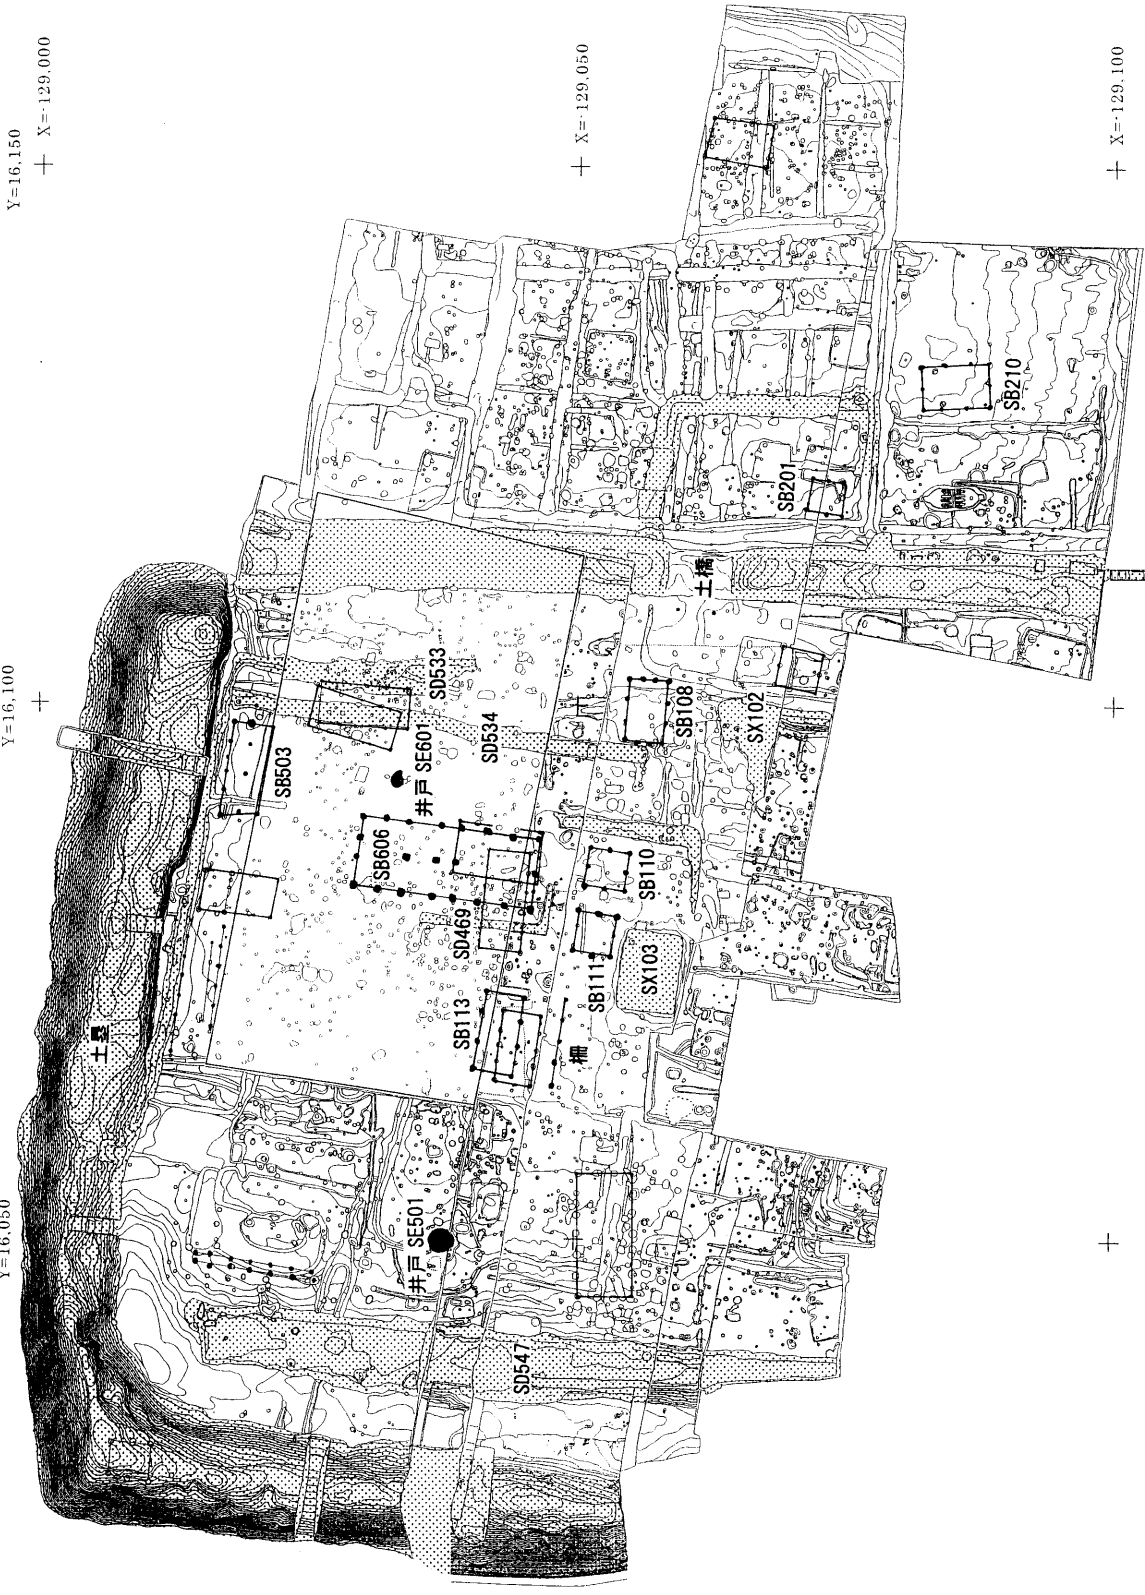 Y=16,150
X=-129,000
X=-129,050
X=-129,100
Y=16,100
Y=16,050
土塁
SB503
SD533
SD534
井戸 SE601
SB606
SD469
SB113
柵
SB111
SB110
SX103
SB108
SX102
土橋
SB201
SB210
井戸 SE501
SD547